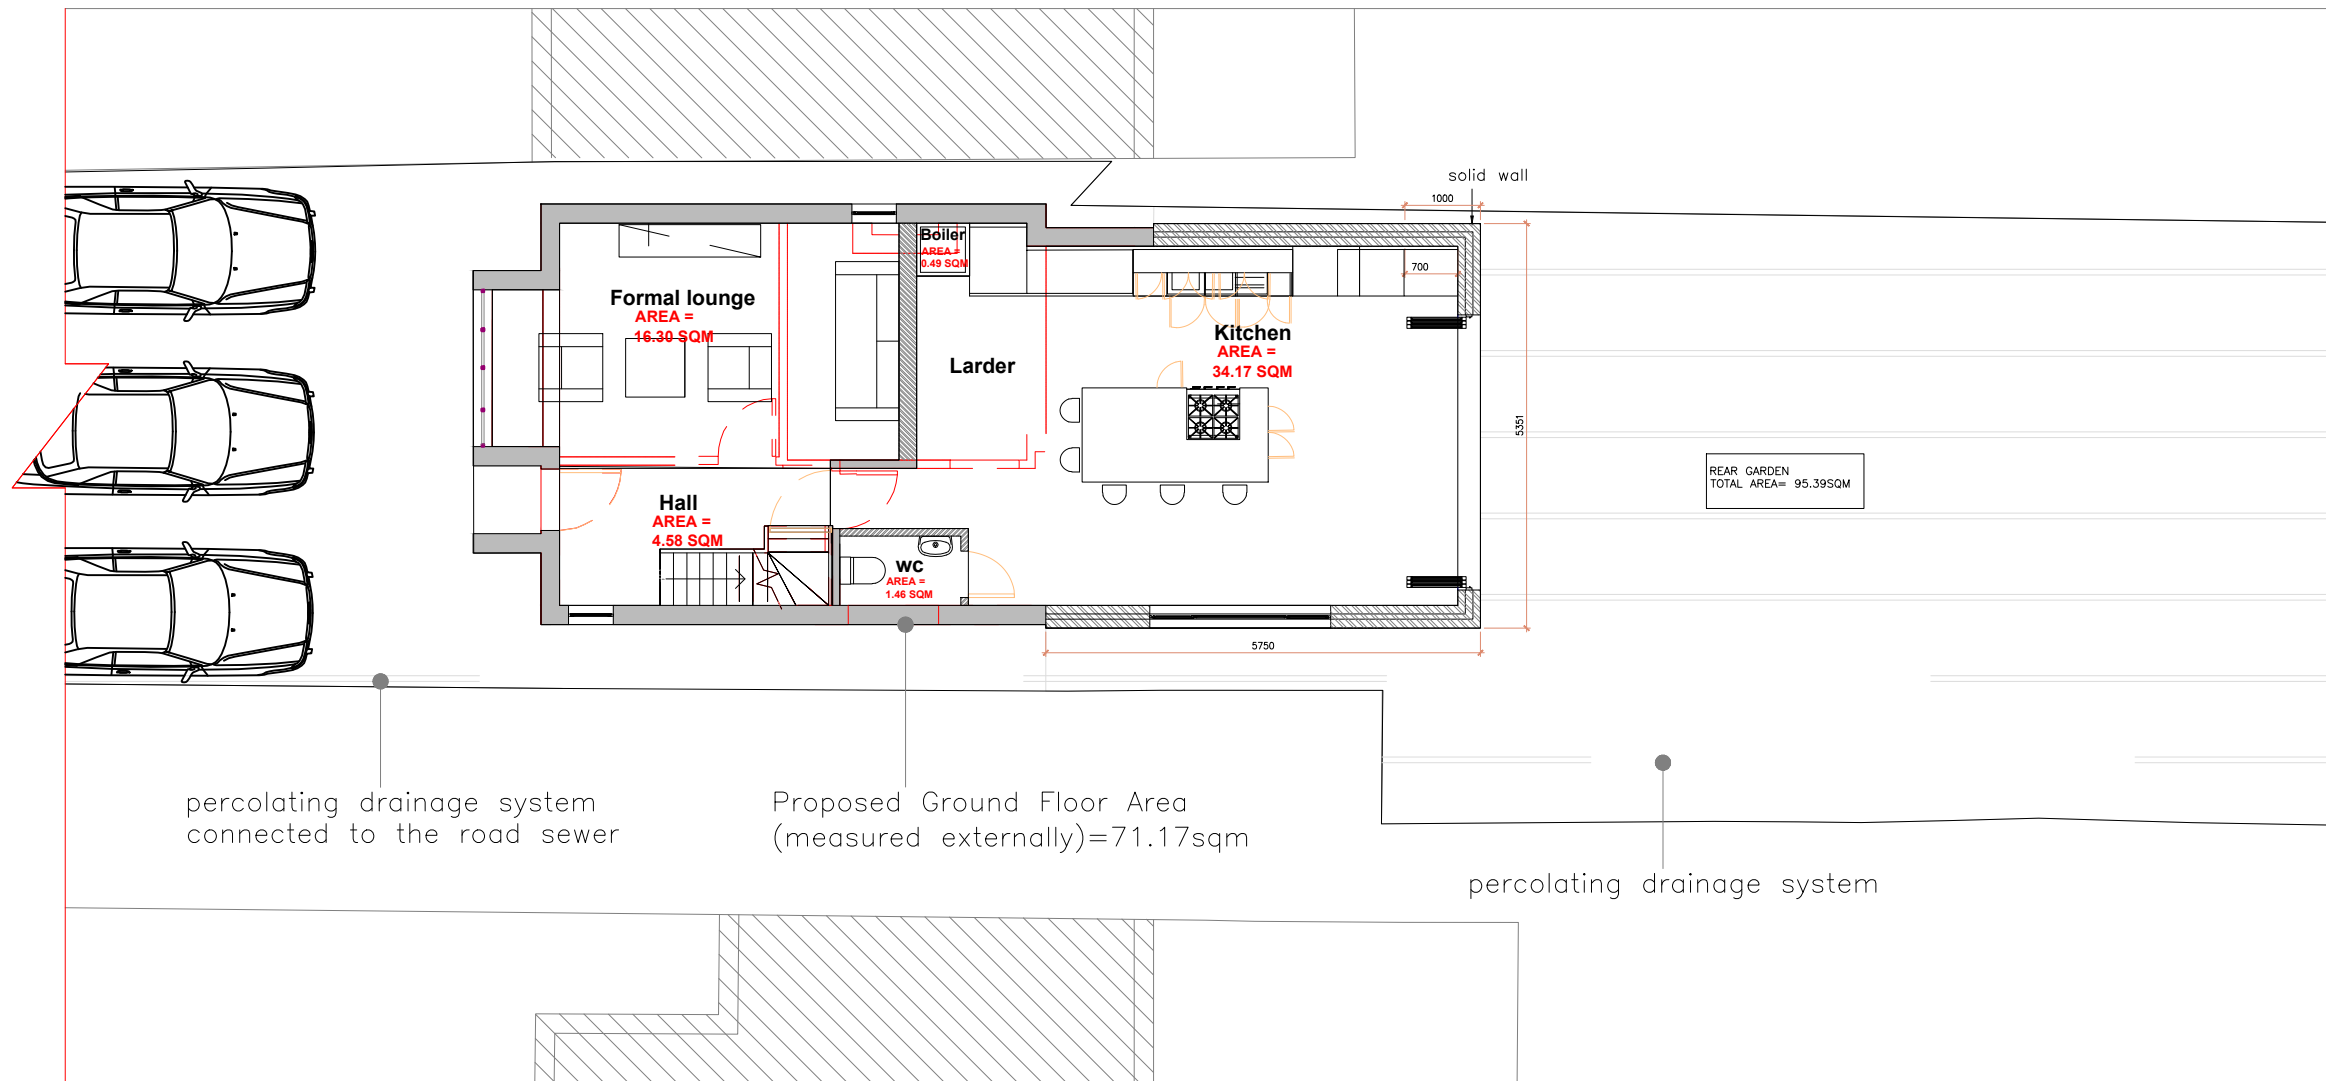 solid wall
1000
Boiler
AREA =
0.49 SQM
700
Formal lounge
AREA =
16.30 SQM
Kitchen
AREA =
34.17 SQM
Larder
5351
REAR GARDEN
TOTAL AREA= 95.39SQM
Hall
AREA =
4.58 SQM
WC
AREA =
1.46 SQM
5750
percolating drainage system
connected to the road sewer
Proposed Ground Floor Area
(measured externally)=71.17sqm
percolating drainage system